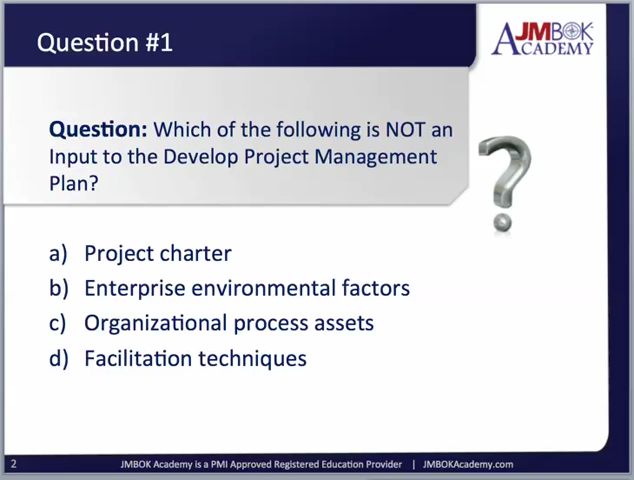 Question #1
AJMBOK
ACADEMY
Question: Which of the following is NOT an
Input to the Develop Project Management
Plan?
a) Project charter
b) Enterprise environmental factors
c) Organizational process assets
d) Facilitation techniques
2 JMBOK Academy is a PMI Approved Registered Education Provider | JMBOKAcademy.com